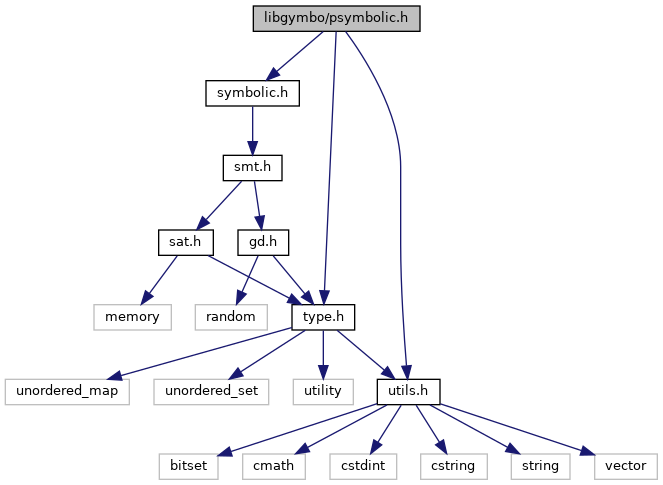 libgymbo/psymbolic.h
symbolic.h
smt.h
sat.h
gd.h
memory
random
type.h
unordered_map
unordered_set
utility
utils.h
bitset
cmath
cstdint
cstring
string
vector